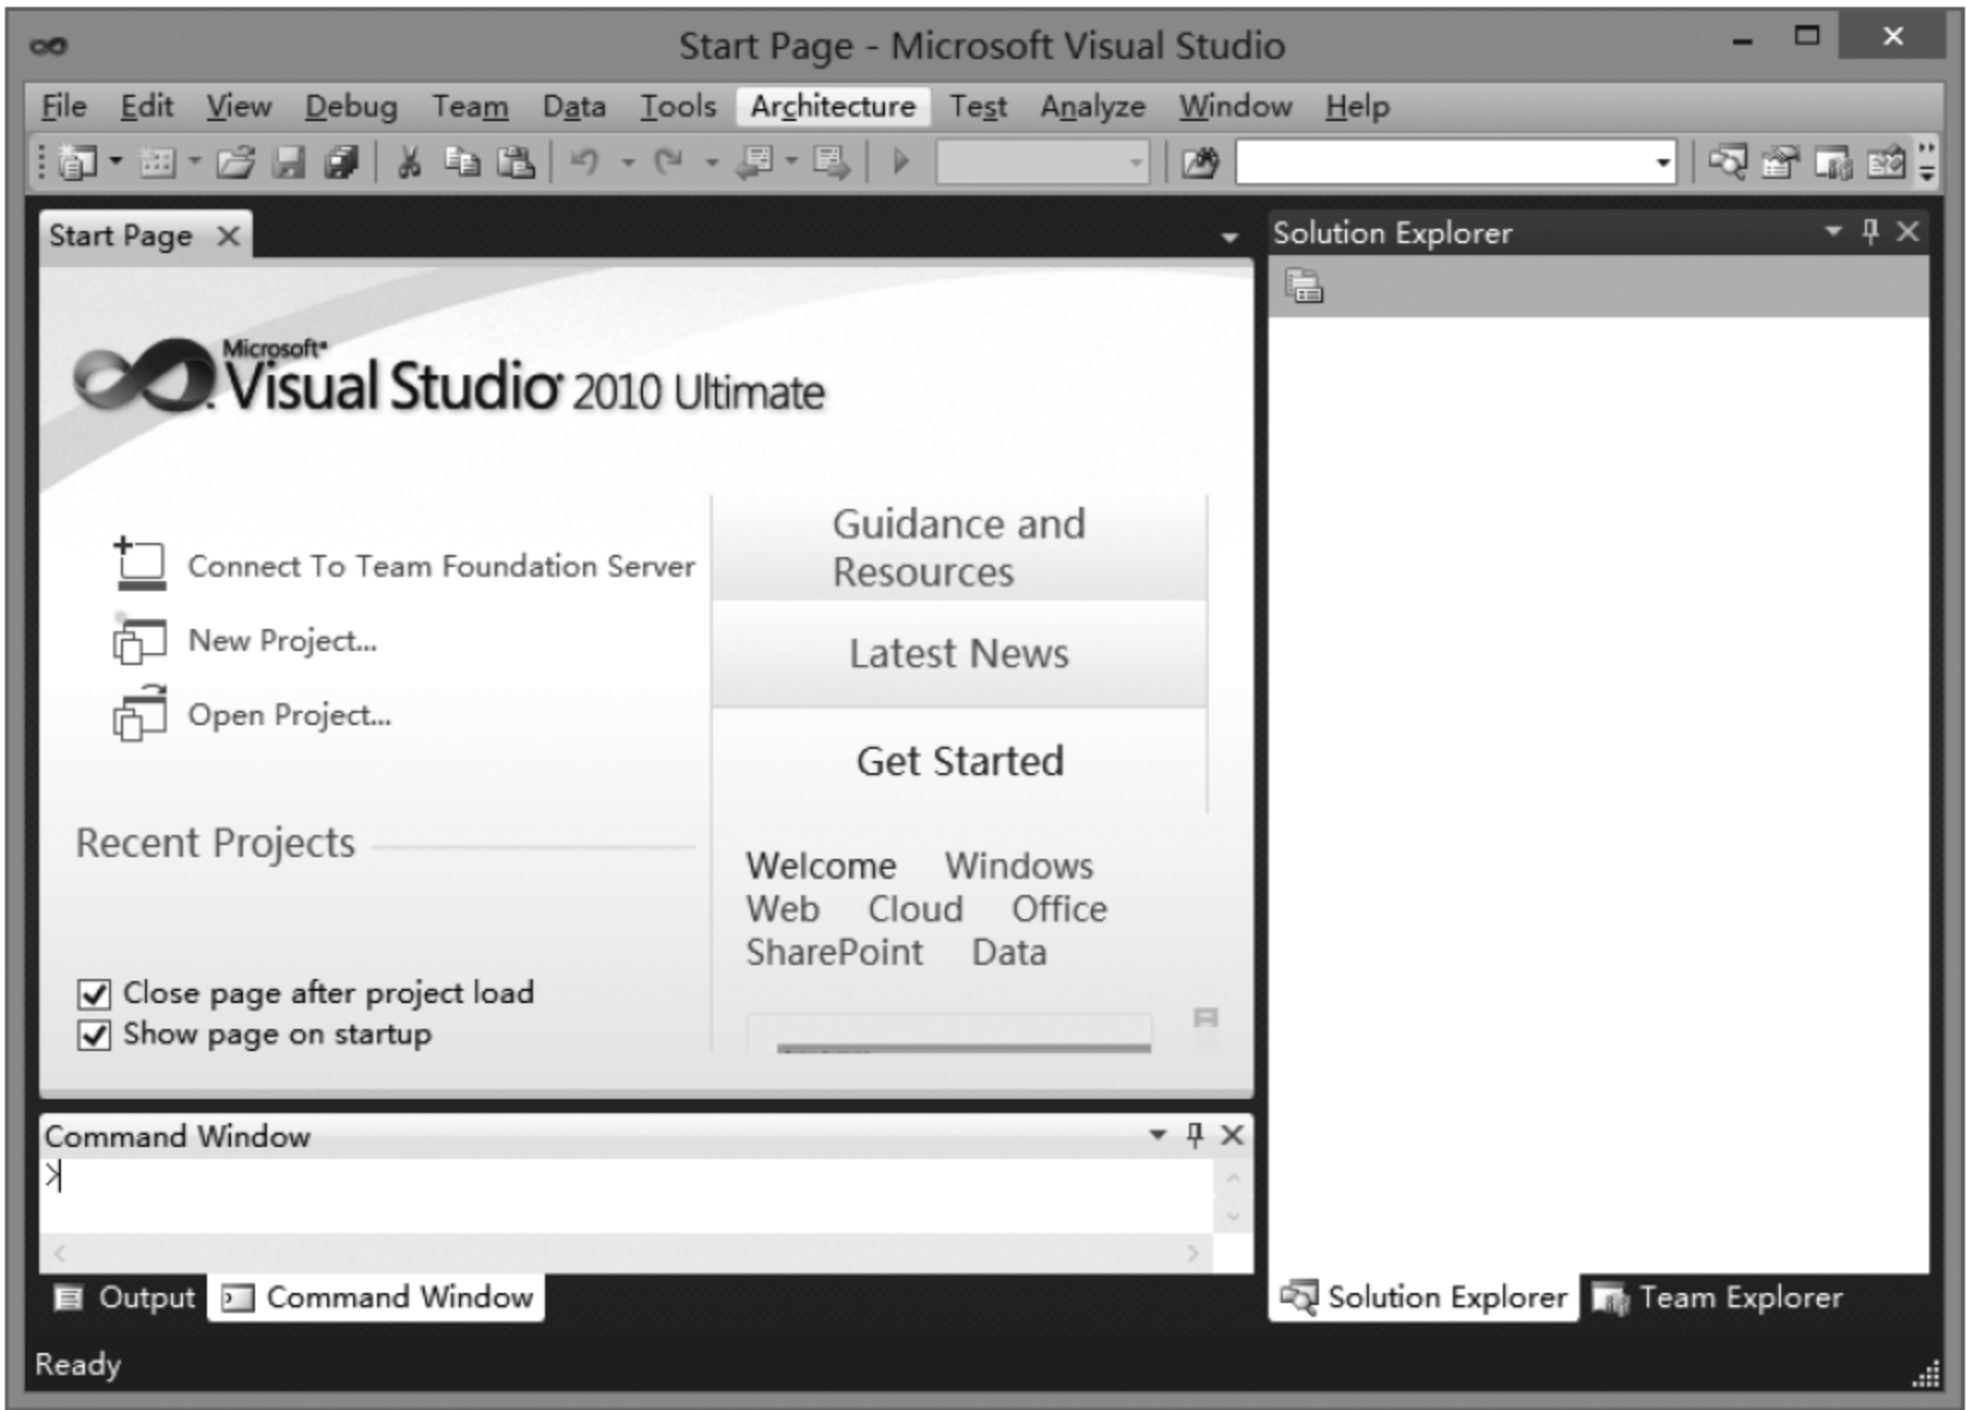 Start Page - Microsoft Visual Studio
File Edit View Debug Team Data Tools Architecture Test Analyze Window Help
Start Page
Solution Explorer
Microsoft
Visual Studio 2010 Ultimate
Connect To Team Foundation Server
New Project...
Open Project...
Recent Projects
Close page after project load
Show page on startup
Guidance and
Resources
Latest News
Get Started
Welcome Windows
Web Cloud Office
SharePoint Data
Command Window
>
Output Command Window
Solution Explorer Team Explorer
Ready